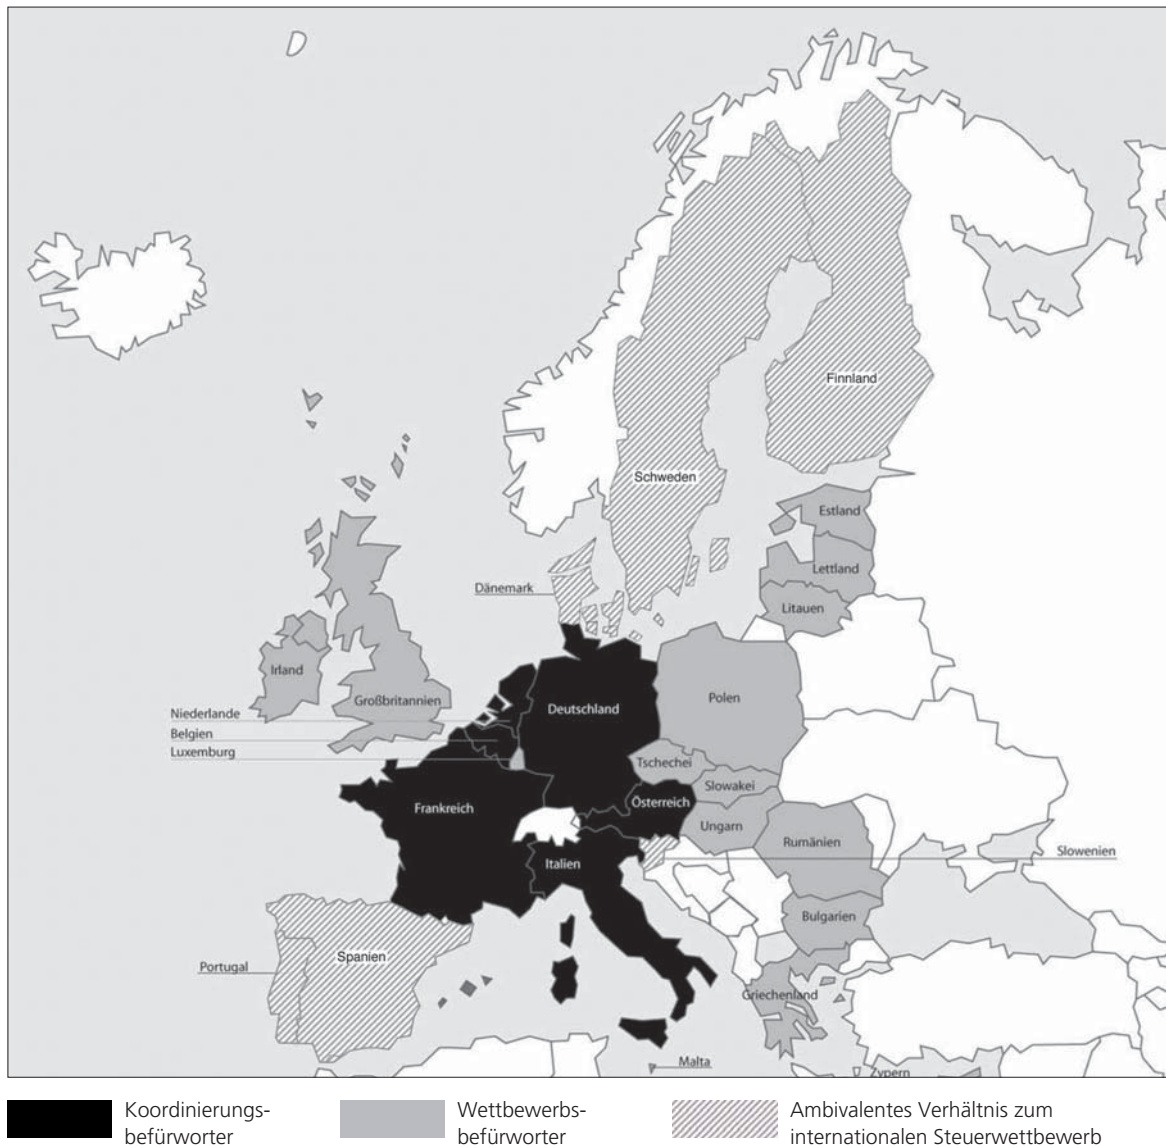 Finnland
Schweden
Estland
Lettland
Dänemark
Litauen
Irland
Großbritannien
Polen
Niederlande
Deutschland
Belgien
Luxemburg
Tschechei
Slowakei
Österreich
Frankreich
Ungarn
Rumänien
Slowenien
Italien
Bulgarien
Spanien
Portugal
Griechenland
Malta
Zypern
Koordinierungs-
befürworter
Wettbewerbs-
befürworter
Ambivalentes Verhältnis zum
internationalen Steuerwettbewerb